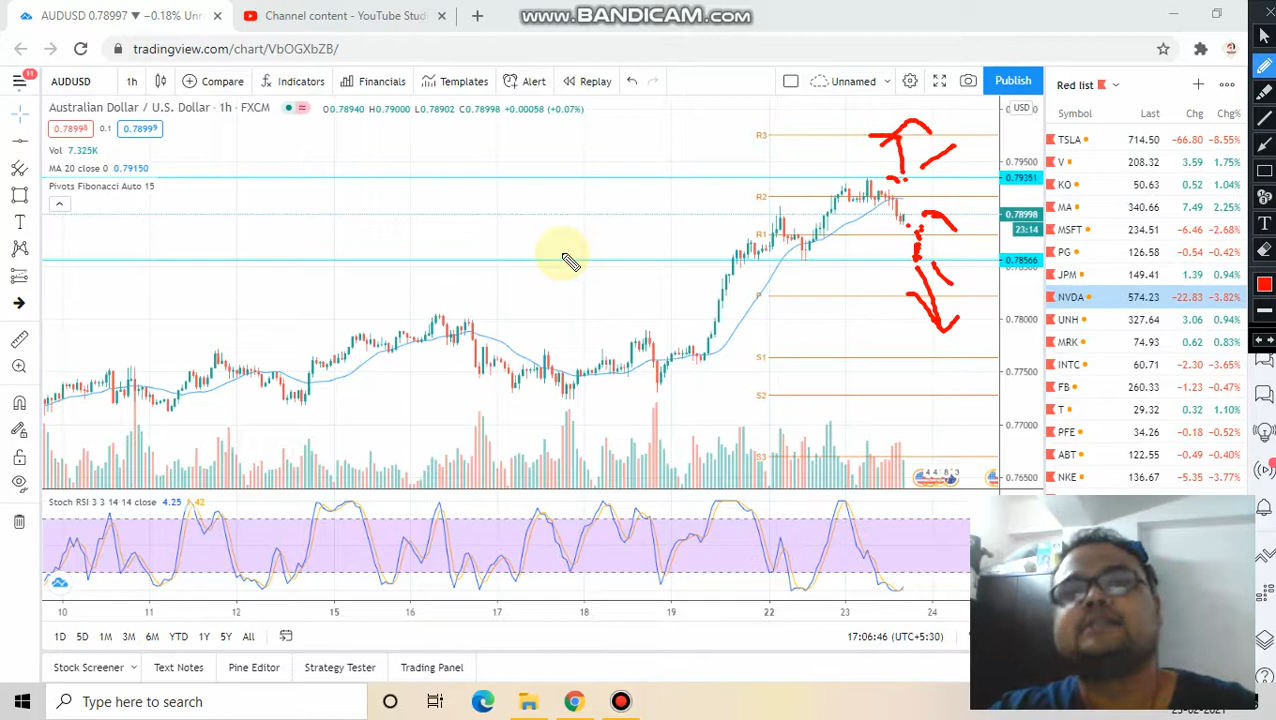 AUDUSD 0.78997 ▼ −0.18% Unn
Channel content - YouTube Stud
www.BANDICAM.com
tradingview.com/chart/VbOGXbZB/
11
AUDUSD 1h Compare Indicators Financials Templates Alert Replay Unnamed Publish
Red list
Australian Dollar / U.S. Dollar · 1h · FXCM O0.78940 H0.79000 L0.78902 C0.78998 +0.00058 (+0.07%)
USD
0.78998 0.1 0.78999
Vol 7.325K
MA 20 close 0 0.79150
Pivots Fibonacci Auto 15
Symbol Last Chg Chg%
TSLA 714.50 −66.80 −8.55%
V 208.32 3.59 1.75%
KO 50.63 0.52 1.04%
MA 340.66 7.49 2.25%
MSFT 234.51 −6.46 −2.68%
PG 126.58 −0.54 −0.42%
JPM 149.41 1.39 0.94%
NVDA 574.23 −22.83 −3.82%
UNH 327.64 3.06 0.94%
MRK 74.93 0.62 0.83%
INTC 60.71 −2.30 −3.65%
FB 260.33 −1.23 −0.47%
T 29.32 0.32 1.10%
PFE 34.26 −0.18 −0.52%
ABT 122.55 −0.49 −0.40%
NKE 136.67 −5.35 −3.77%
R3
R2
R1
P
S1
S2
S3
0.79500
0.79351
0.78998
23:14
0.78566
0.78000
0.77500
0.77000
0.76500
Stoch RSI 3 3 14 14 close 4.25
10 11 12 15 16 17 18 19 22 23 24
1D 5D 1M 3M 6M YTD 1Y 5Y All
17:06:46 (UTC+5:30)
Stock Screener Text Notes Pine Editor Strategy Tester Trading Panel
Type here to search